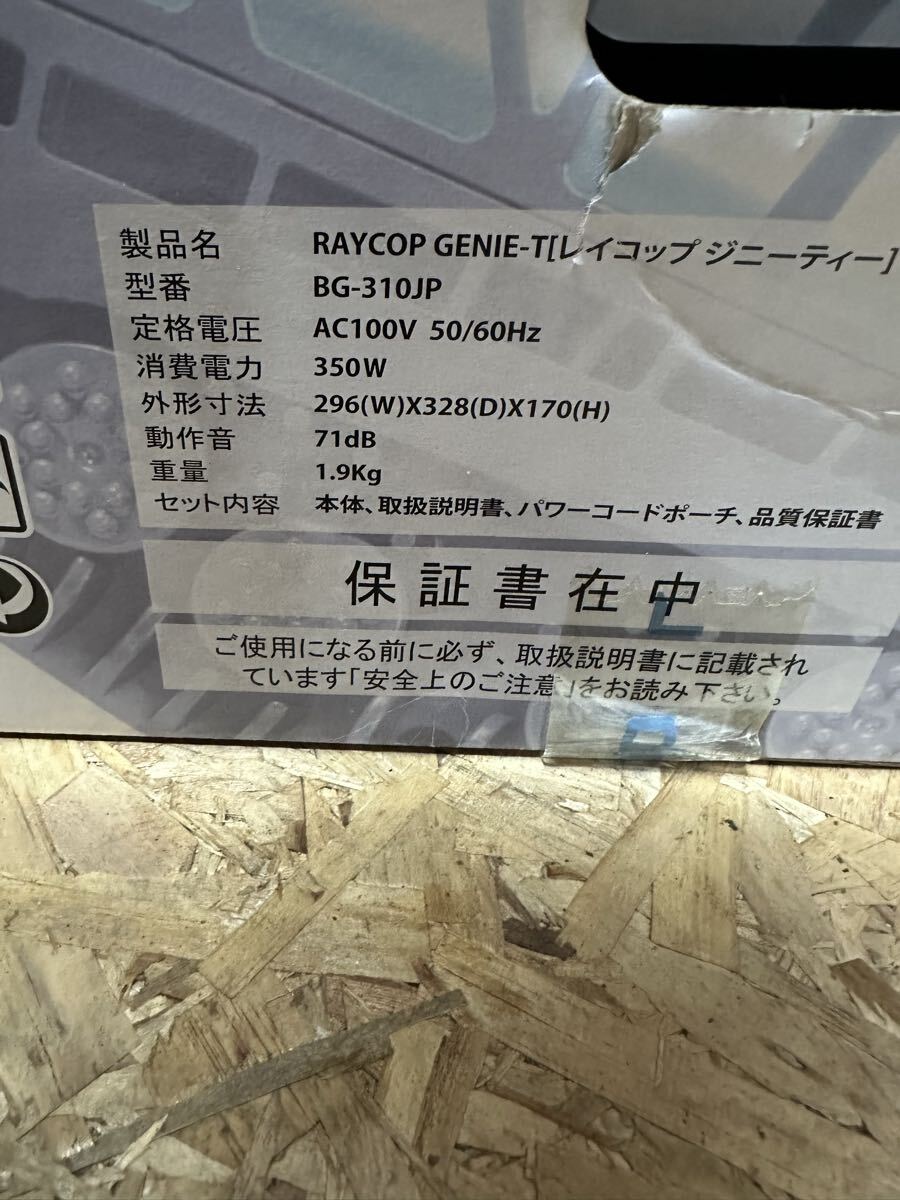 製品名 RAYCOP GENIE-T[レイコップ ジニーティー]
型番 BG-310JP
定格電圧 AC100V 50/60Hz
消費電力 350W
外形寸法 296(W)X328(D)X170(H)
動作音 71dB
重量 1.9Kg
セット内容 本体、取扱説明書、パワーコードポーチ、品質保証書
保証書在中
ご使用になる前に必ず、取扱説明書に記載され
ています「安全上のご注意」をお読み下さい。